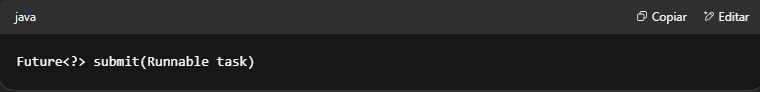 java
Copiar
Editar
Future<?> submit(Runnable task)